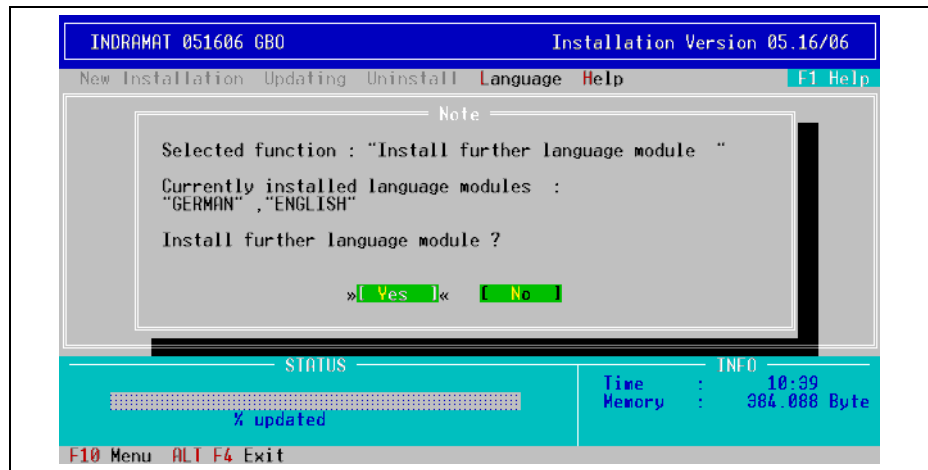 INDRAMAT 051606 GBO Installation Version 05.16/06
New Installation Updating Uninstall Language Help F1 Help
Note
Selected function : "Install further language module "
Currently installed language modules :
"GERMAN" ,"ENGLISH"
Install further language module ?
»[ Yes ]« [ No ]
STATUS INFO
Time : 10:39
Memory : 384.088 Byte
% updated
F10 Menu ALT F4 Exit